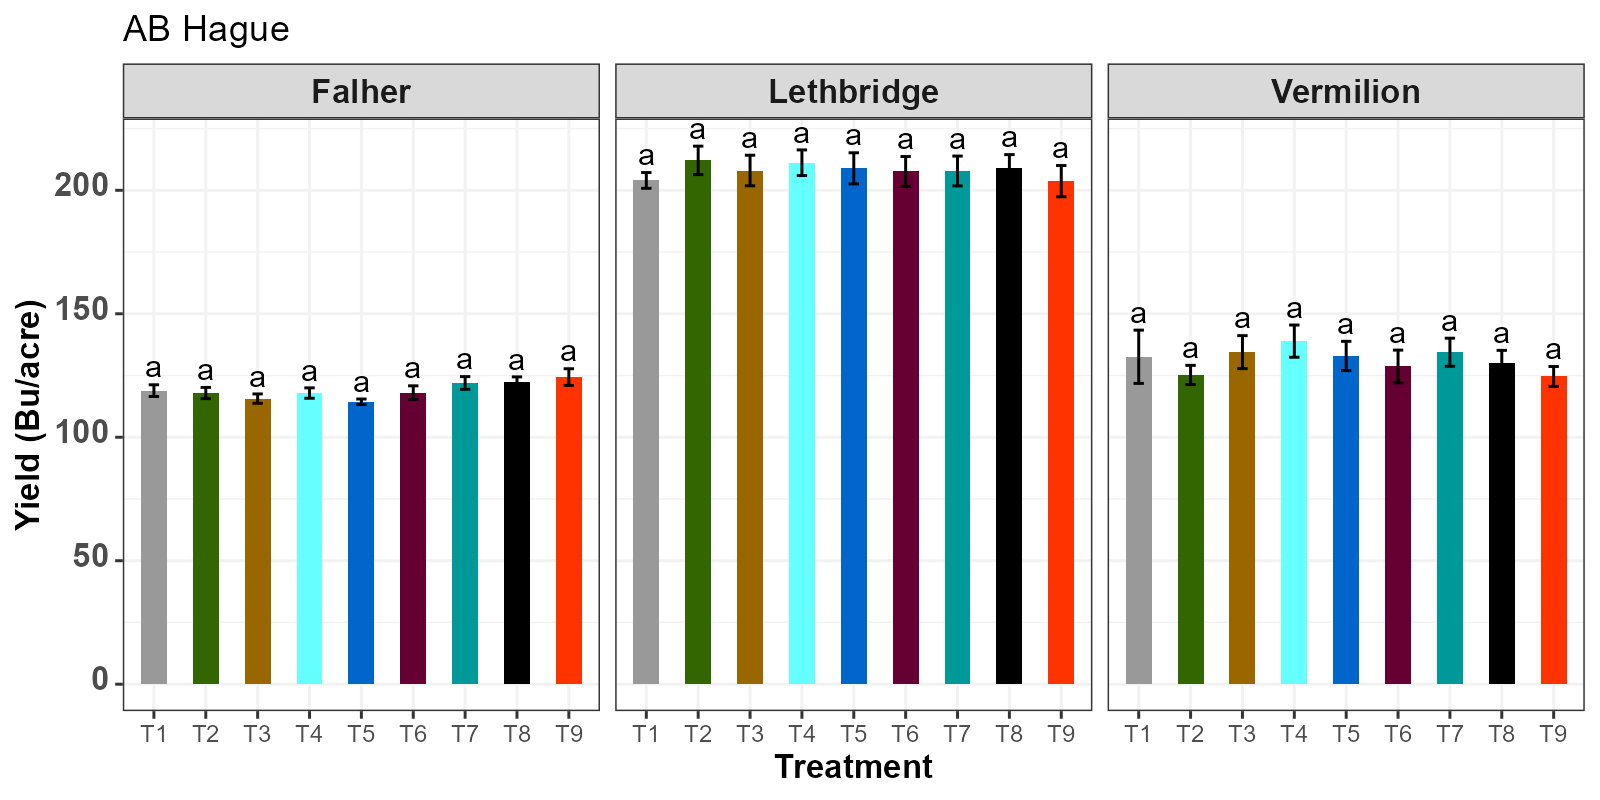 AB Hague
Falher Lethbridge Vermilion
Yield (Bu/acre)
200
150
100
50
0
a a a a a a a a a
a a a a a a a a a
a a a a a a a a a
T1 T2 T3 T4 T5 T6 T7 T8 T9
T1 T2 T3 T4 T5 T6 T7 T8 T9
T1 T2 T3 T4 T5 T6 T7 T8 T9
Treatment